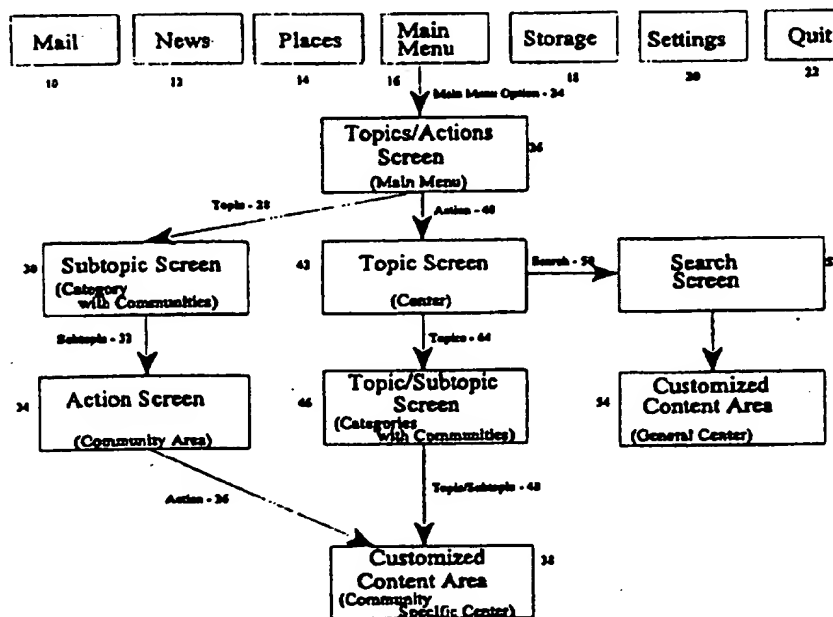 Mail
News
Places
Main
Menu
Storage
Settings
Quit
10
12
14
16
18
20
22
Main Menu Option - 24
Topics/Actions
Screen
(Main Menu)
26
Topic - 28
Action - 40
30
Subtopic Screen
(Category
with Communities)
42
Topic Screen
(Center)
Search - 50
Search
Screen
Subtopic - 32
Topics - 44
34
Action Screen
(Community Area)
46
Topic/Subtopic
Screen
(Categories
with Communities)
54
Customized
Content Area
(General Center)
Action - 36
Topic/Subtopic - 48
Customized
Content Area
(Community
Specific Center)
38